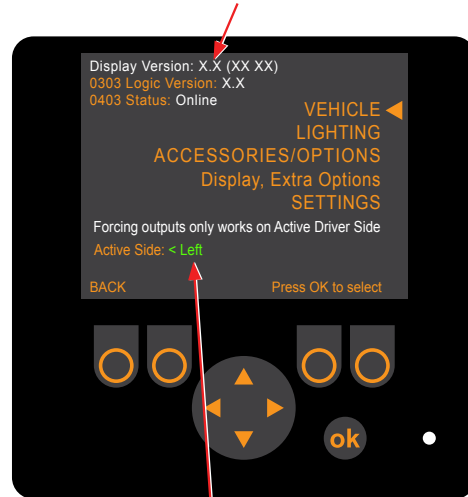 Display Version: X.X (XX XX)
0303 Logic Version: X.X
0403 Status: Online
VEHICLE
LIGHTING
ACCESSORIES/OPTIONS
Display, Extra Options
SETTINGS
Forcing outputs only works on Active Driver Side
Active Side: < Left
BACK Press OK to select
ok